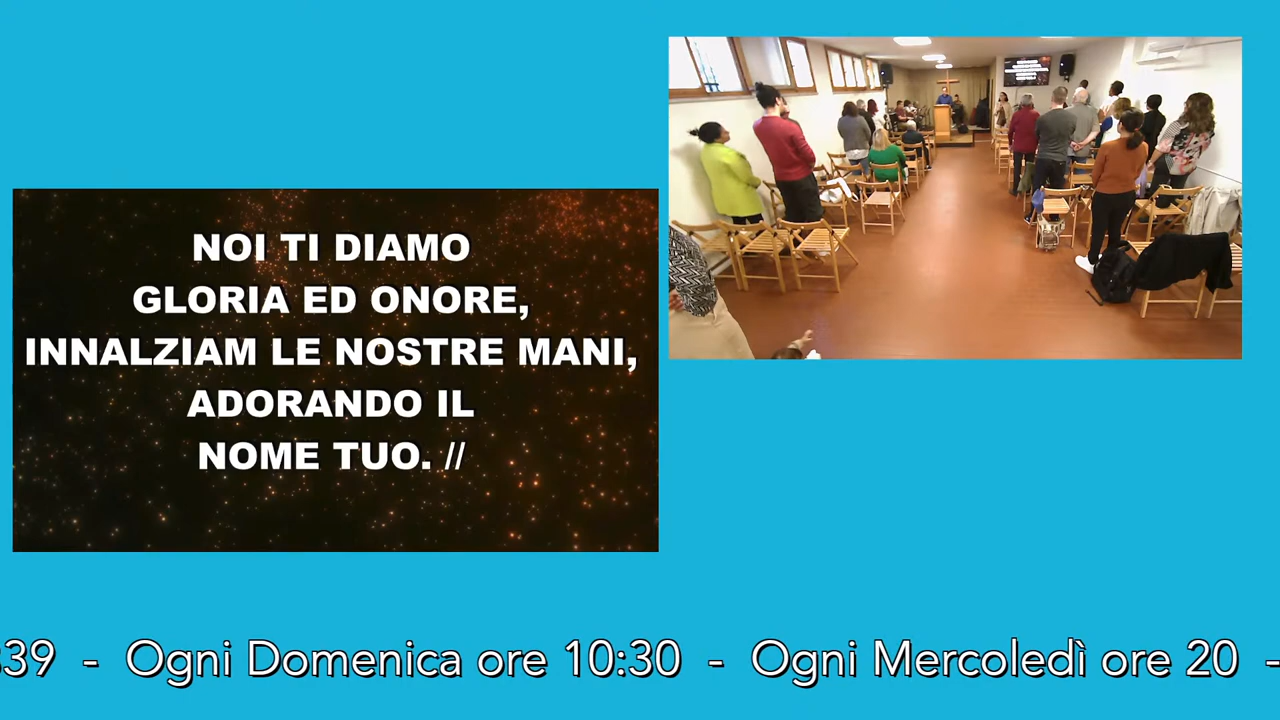 NOI TI DIAMO
GLORIA ED ONORE,
INNALZIAM LE NOSTRE MANI,
ADORANDO IL
NOME TUO. //
:39 - Ogni Domenica ore 10:30 - Ogni Mercoledì ore 20 -